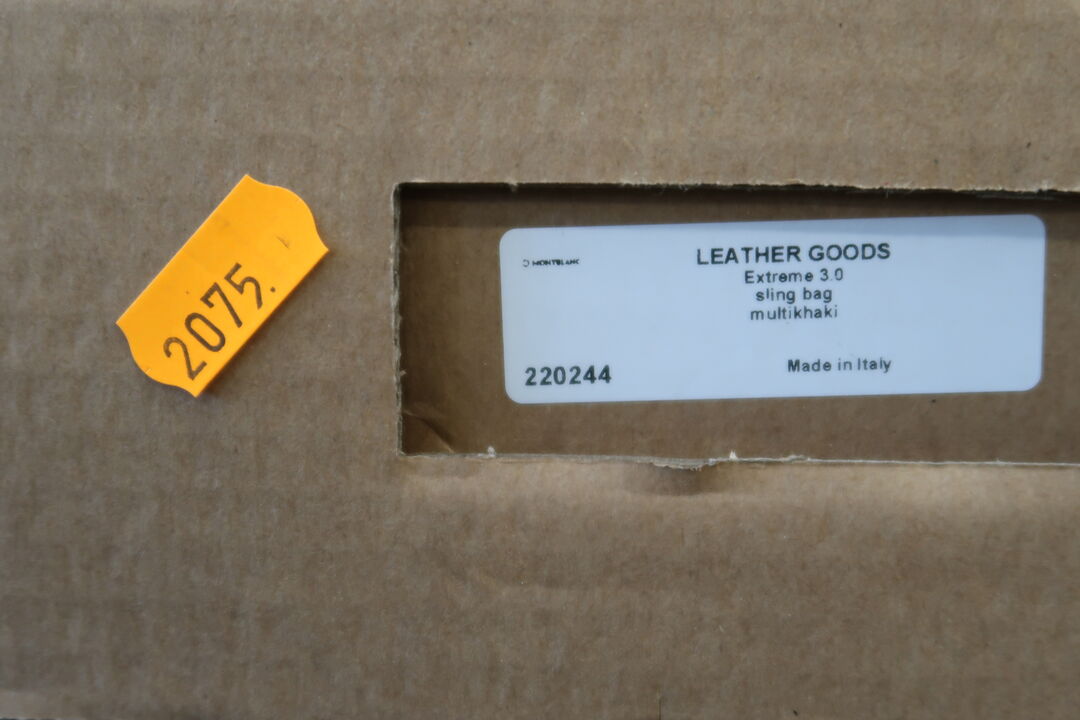 2075.
MONTBLANC
LEATHER GOODS
Extreme 3.0
sling bag
multikhaki
220244
Made in Italy